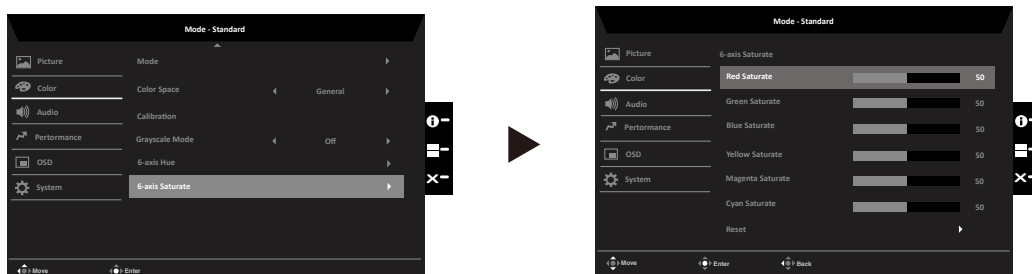 Mode - Standard
Picture
Color
Audio
Pertormance
OSD
System
Mode
Color Space General
Calibration
Grayscale Mode Off
6-axis Hue
6-axis Saturate
Move Enter
Mode - Standard
Picture
Color
Audio
Pertormance
OSD
System
6-axis Saturate
Red Saturate 50
Green Saturate 50
Blue Saturate 50
Yellow Saturate 50
Magenta Saturate 50
Cyan Saturate 50
Reset
Move Enter Back